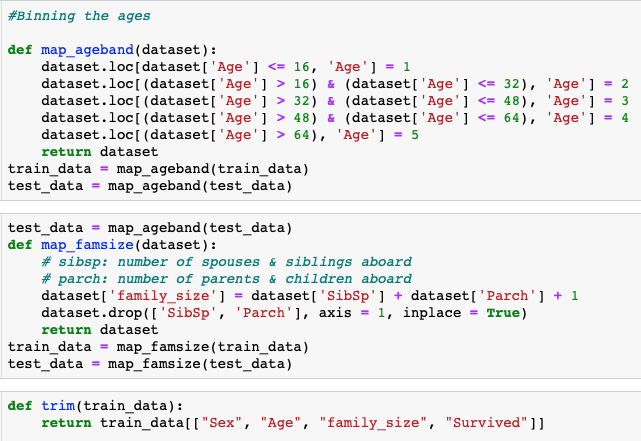 #Binning the ages
def map_ageband(dataset):
    dataset.loc[dataset['Age'] <= 16, 'Age'] = 1
    dataset.loc[(dataset['Age'] > 16) & (dataset['Age'] <= 32), 'Age'] = 2
    dataset.loc[(dataset['Age'] > 32) & (dataset['Age'] <= 48), 'Age'] = 3
    dataset.loc[(dataset['Age'] > 48) & (dataset['Age'] <= 64), 'Age'] = 4
    dataset.loc[(dataset['Age'] > 64), 'Age'] = 5
    return dataset
train_data = map_ageband(train_data)
test_data = map_ageband(test_data)
test_data = map_ageband(test_data)
def map_famsize(dataset):
    # sibsp: number of spouses & siblings aboard
    # parch: number of parents & children aboard
    dataset['family_size'] = dataset['SibSp'] + dataset['Parch'] + 1
    dataset.drop(['SibSp', 'Parch'], axis = 1, inplace = True)
    return dataset
train_data = map_famsize(train_data)
test_data = map_famsize(test_data)
def trim(train_data):
    return train_data[["Sex", "Age", "family_size", "Survived"]]